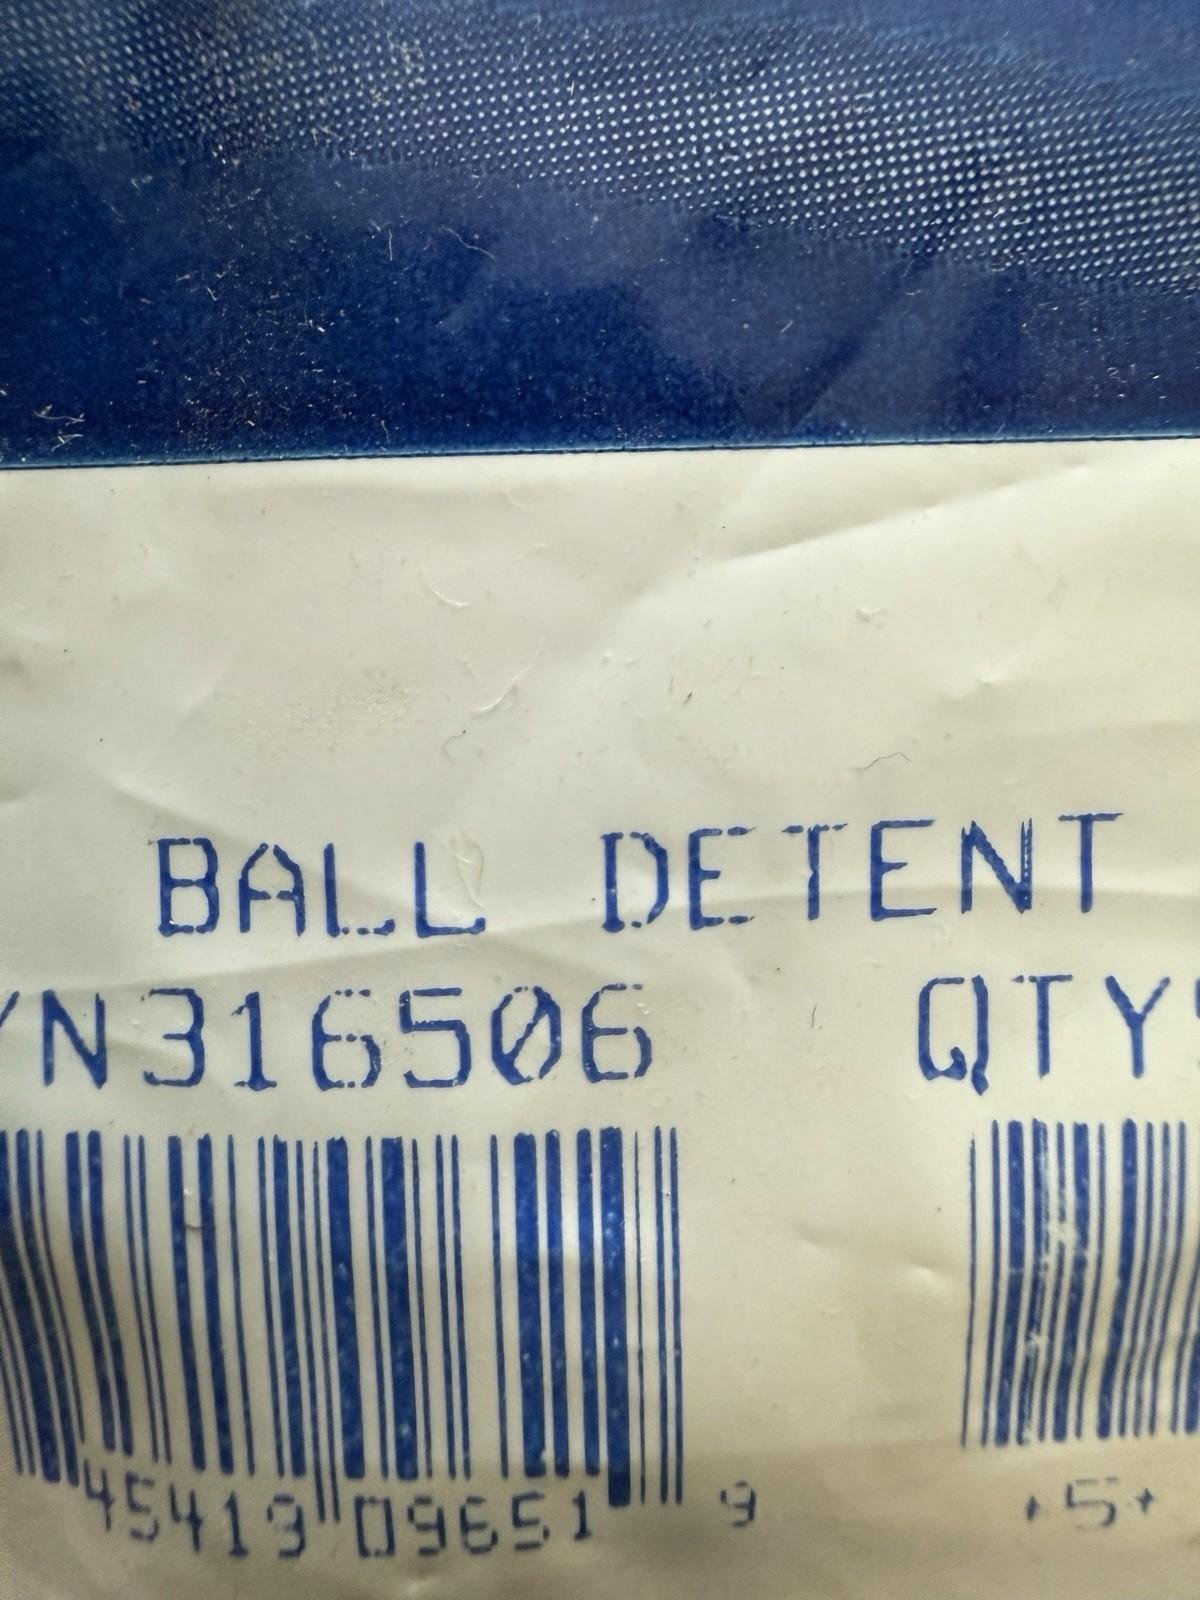 BALL DETENT
/N316506 QTY
45419 09651 9 +5+